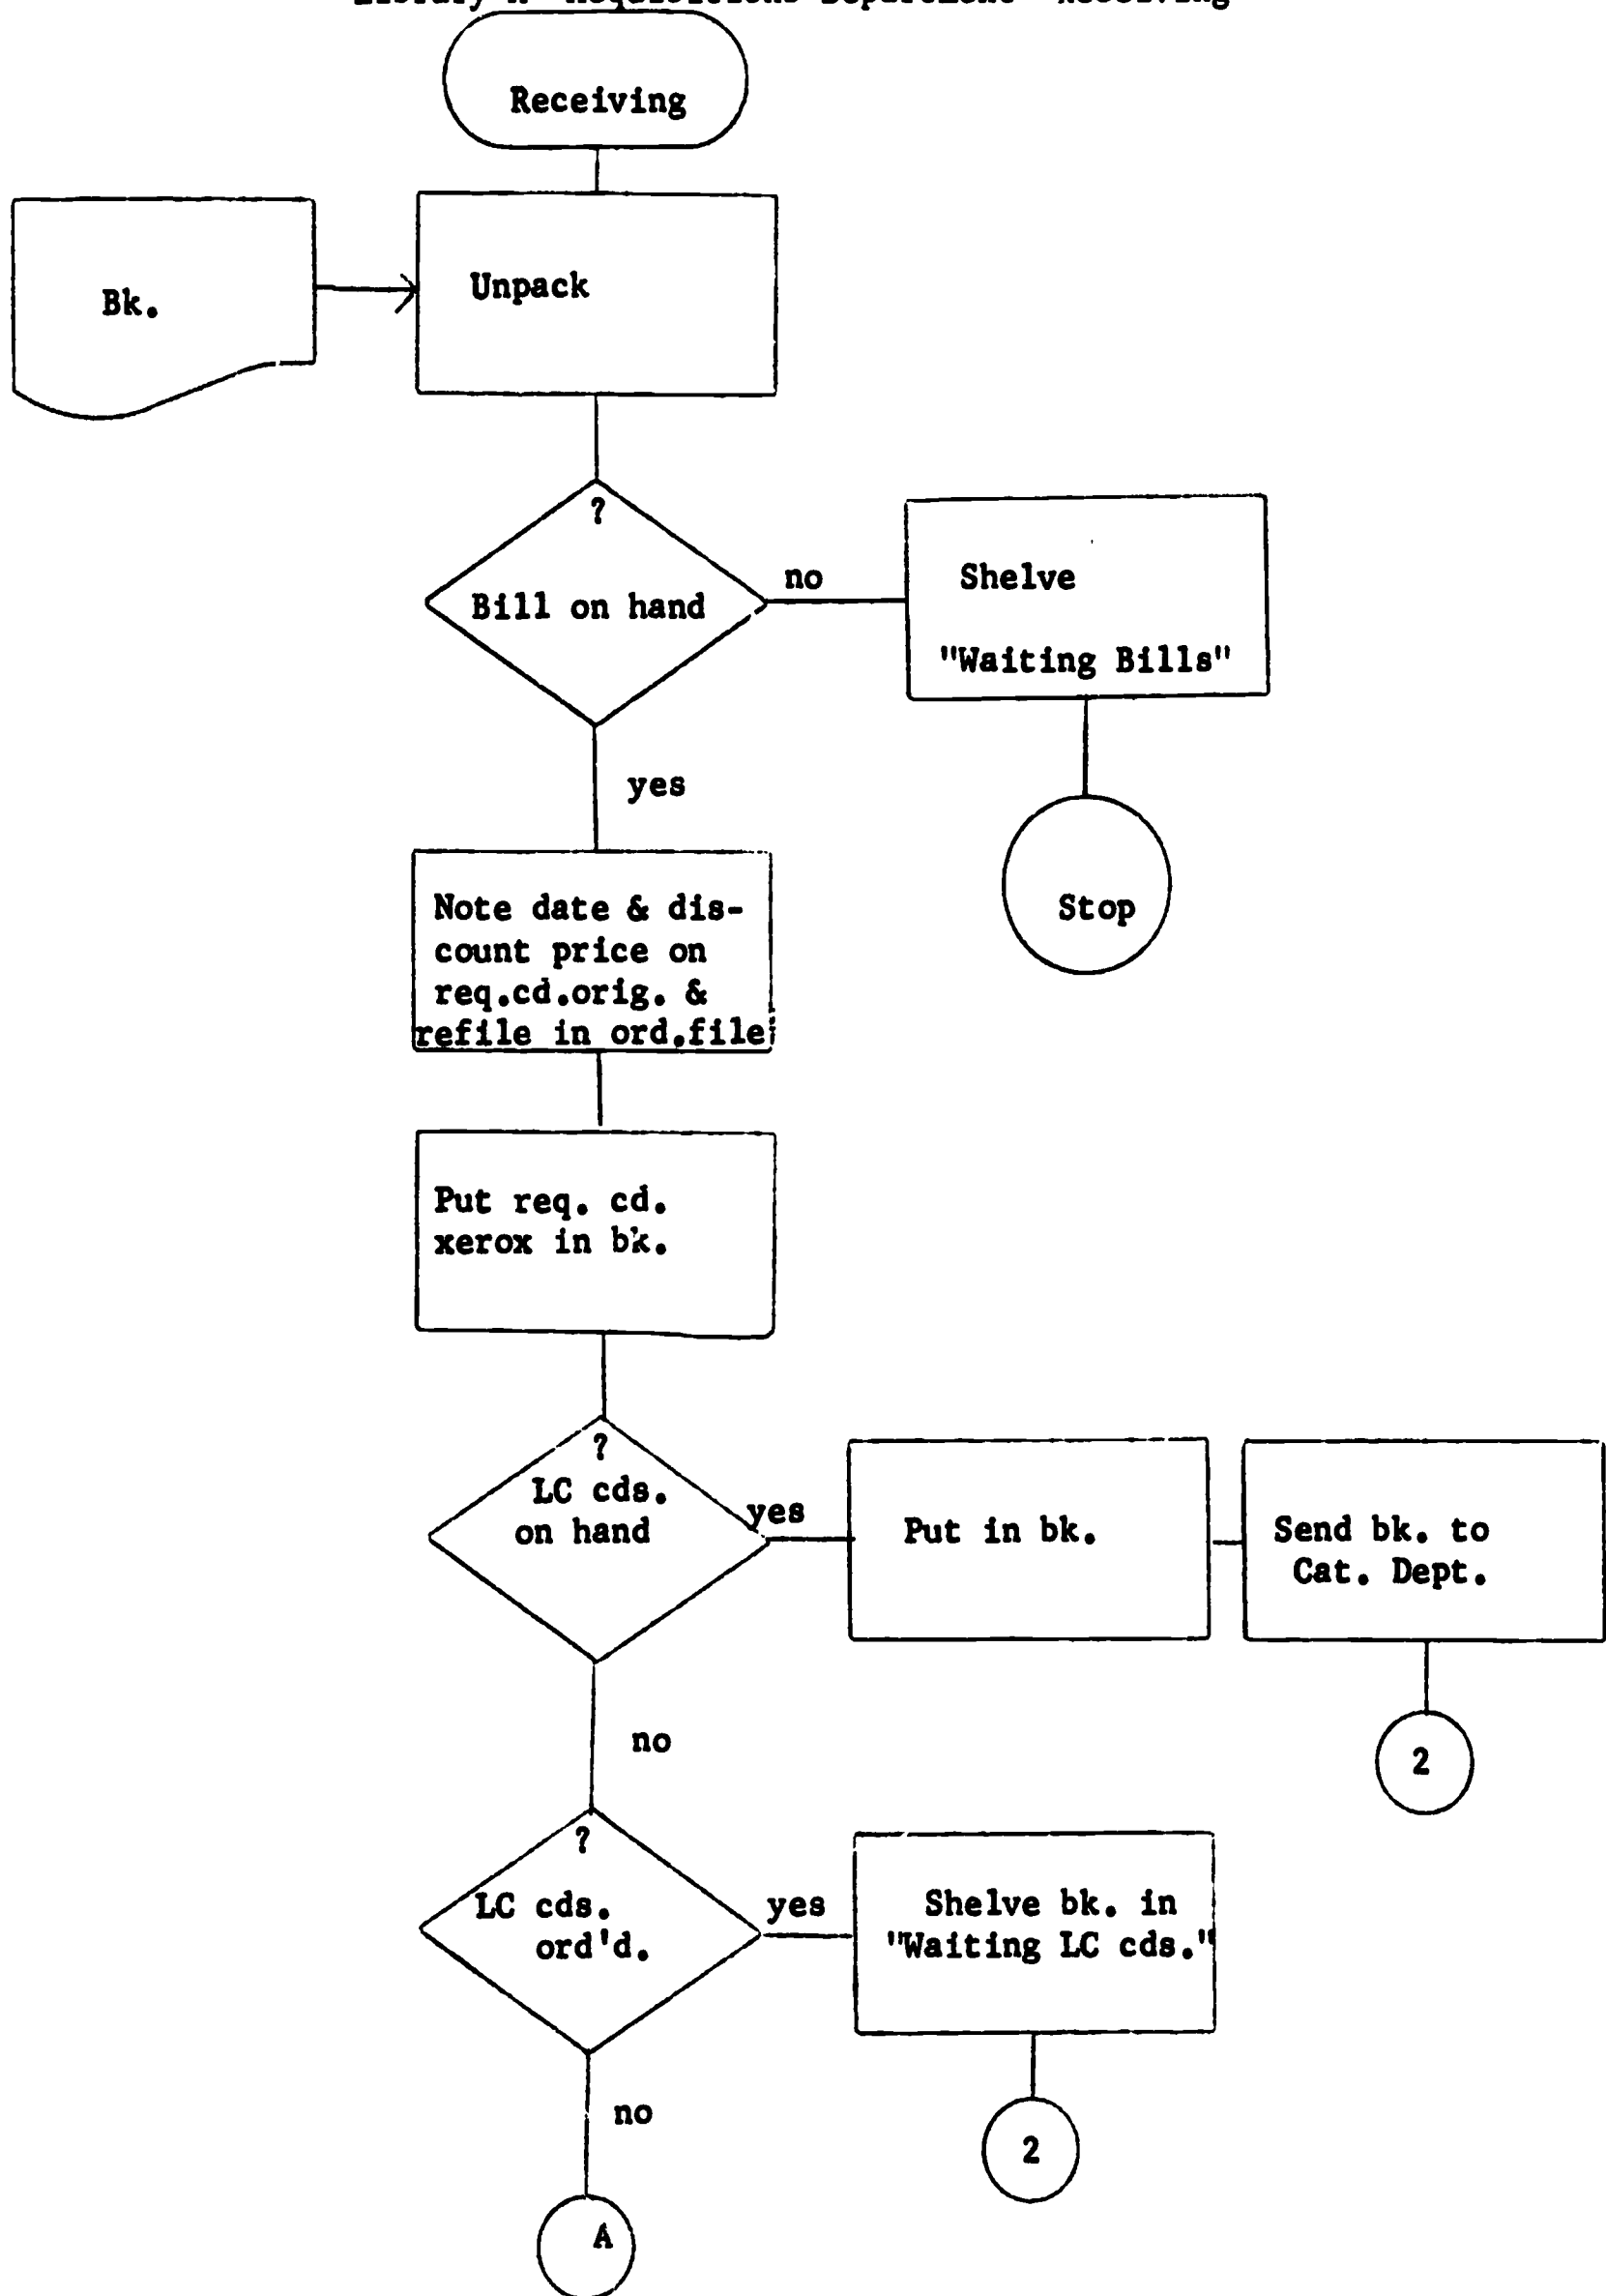 Receiving
Bk.
Unpack
?
Bill on hand
no
Shelve
"Waiting Bills"
yes
Stop
Note date & dis-
count price on
req.cd.orig. &
refile in ord.file
Put req. cd.
xerox in bk.
?
LC cds.
on hand
yes
Put in bk.
Send bk. to
Cat. Dept.
2
no
?
LC cds.
ord'd.
yes
Shelve bk. in
"Waiting LC cds."
2
no
A